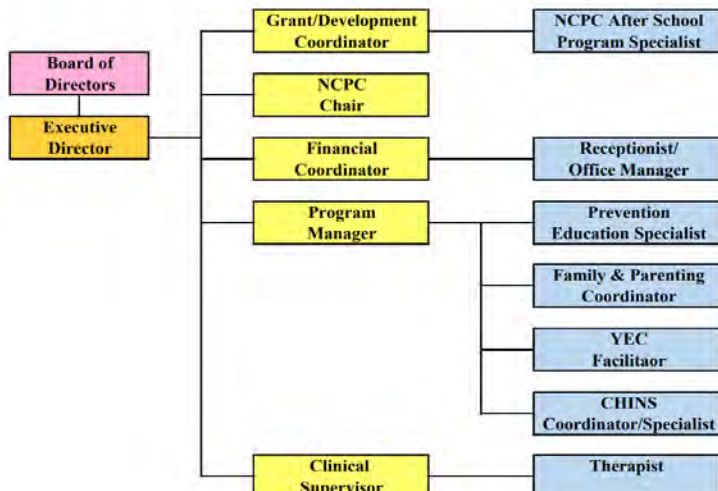 Grant/Development
Coordinator
NCPC After School
Program Specialist
Board of
Directors
NCPC
Chair
Executive
Director
Financial
Coordinator
Receptionist/
Office Manager
Program
Manager
Prevention
Education Specialist
Family & Parenting
Coordinator
YEC
Facilitaor
CHINS
Coordinator/Specialist
Clinical
Supervisor
Therapist